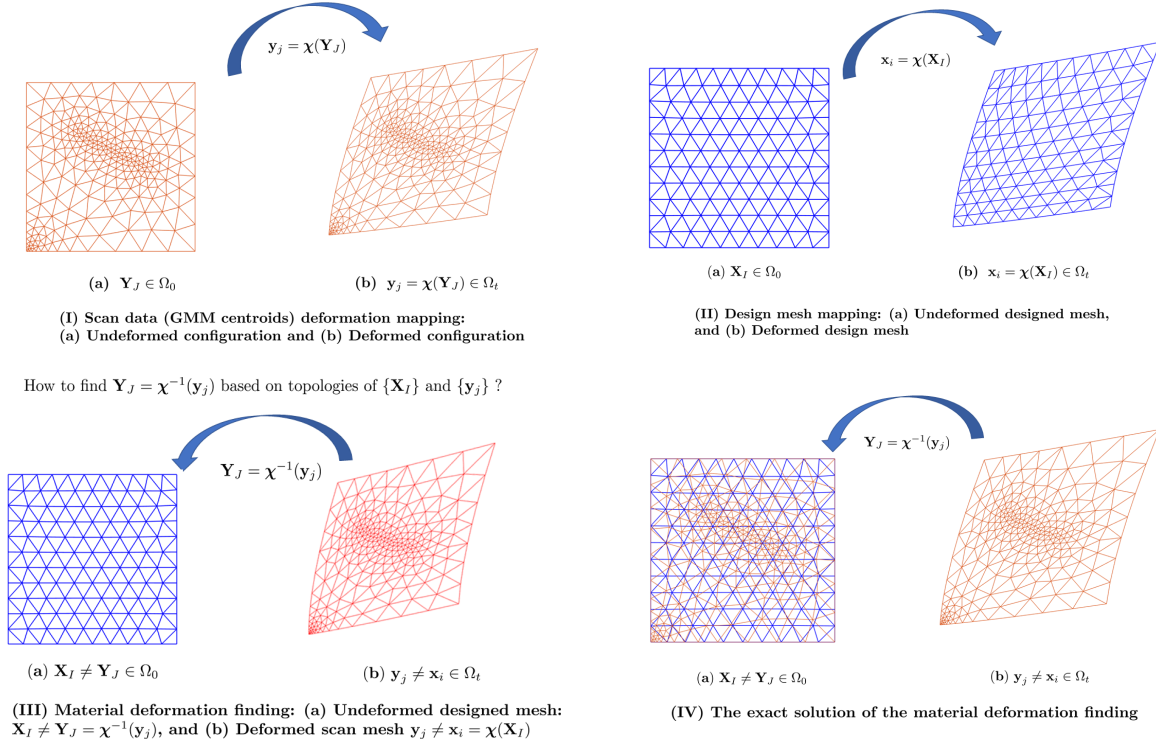 𝐲_j = 𝛘(𝐘_J)
(a) 𝐘_J ∈ Ω_0
(b) 𝐲_j = 𝛘(𝐘_J) ∈ Ω_t
(I) Scan data (GMM centroids) deformation mapping:
(a) Undeformed configuration and (b) Deformed configuration
𝐱_i = 𝛘(𝐗_I)
(a) 𝐗_I ∈ Ω_0
(b) 𝐱_i = 𝛘(𝐗_I) ∈ Ω_t
(II) Design mesh mapping: (a) Undeformed designed mesh,
and (b) Deformed design mesh
How to find 𝐘_J = 𝛘^{-1}(𝐲_j) based on topologies of {𝐗_I} and {𝐲_j} ?
𝐘_J = 𝛘^{-1}(𝐲_j)
(a) 𝐗_I ≠ 𝐘_J ∈ Ω_0
(b) 𝐲_j ≠ 𝐱_i ∈ Ω_t
(III) Material deformation finding: (a) Undeformed designed mesh:
𝐗_I ≠ 𝐘_J = 𝛘^{-1}(𝐲_j), and (b) Deformed scan mesh 𝐲_j ≠ 𝐱_i = 𝛘(𝐗_I)
𝐘_J = 𝛘^{-1}(𝐲_j)
(a) 𝐗_I ≠ 𝐘_J ∈ Ω_0
(b) 𝐲_j ≠ 𝐱_i ∈ Ω_t
(IV) The exact solution of the material deformation finding